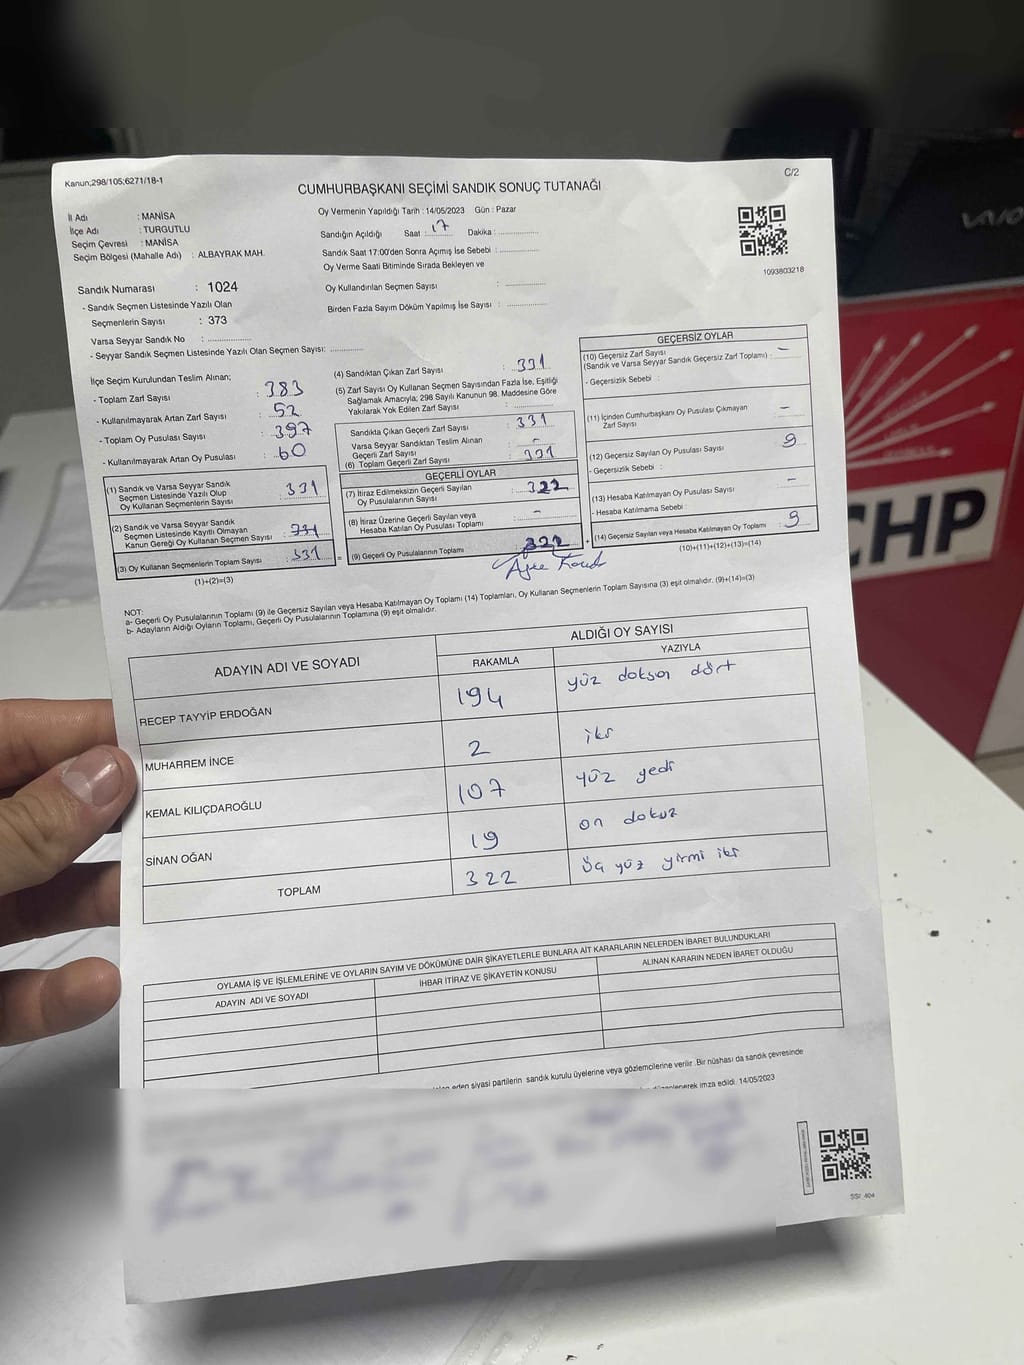 Kanun;298/105;6271/18-1
C/2
CUMHURBAŞKANI SEÇİMİ SANDIK SONUÇ TUTANAĞI
İl Adı : MANİSA
İlçe Adı : TURGUTLU
Seçim Çevresi : MANİSA
Seçim Bölgesi (Mahalle Adı) : ALBAYRAK MAH.
Sandık Numarası : 1024
- Sandık Seçmen Listesinde Yazılı Olan
Seçmenlerin Sayısı : 373
Varsa Seyyar Sandık No :
- Seyyar Sandık Seçmen Listesinde Yazılı Olan Seçmen Sayısı:
Oy Vermenin Yapıldığı Tarih : 14/05/2023 Gün : Pazar
Sandığın Açıldığı Saat : 17 Dakika :
Sandık Saat 17:00'den Sonra Açımış İse Sebebi :
Oy Verme Saati Bitiminde Sırada Bekleyen ve
Oy Kullandırılan Seçmen Sayısı :
Birden Fazla Sayım Döküm Yapılmış İse Sayısı :
1093803218
İlçe Seçim Kurulundan Teslim Alınan;
- Toplam Zarf Sayısı : 383
- Kullanılmayarak Artan Zarf Sayısı : 52
- Toplam Oy Pusulası Sayısı : 397
- Kullanılmayarak Artan Oy Pusulası : 60
(1) Sandık ve Varsa Seyyar Sandık
Seçmen Listesinde Yazılı Olup
Oy Kullanan Seçmenlerin Sayısı : 331
(2) Sandık ve Varsa Seyyar Sandık
Seçmen Listesinde Kayıtlı Olmayan
Kanun Gereği Oy Kullanan Seçmen Sayısı :
(3) Oy Kullanan Seçmenlerin Toplam Sayısı : 331 =
(1)+(2)=(3)
(4) Sandıktan Çıkan Zarf Sayısı : 331
(5) Zarf Sayısı Oy Kullanan Seçmen Sayısından Fazla İse, Eşitliği
Sağlamak Amacıyla; 298 Sayılı Kanunun 98. Maddesine Göre
Yakılarak Yok Edilen Zarf Sayısı :
Sandıkta Çıkan Geçerli Zarf Sayısı : 331
Varsa Seyyar Sandıktan Teslim Alınan
Geçerli Zarf Sayısı : -
(6) Toplam Geçerli Zarf Sayısı : 331
GEÇERLİ OYLAR
(7) İtiraz Edilmeksizin Geçerli Sayılan
Oy Pusulalarının Sayısı : 322
(8) İtiraz Üzerine Geçerli Sayılan veya
Hesaba Katılan Oy Pusulası Toplamı : -
(9) Geçerli Oy Pusulalarının Toplamı : 322 +
GEÇERSİZ OYLAR
(10) Geçersiz Zarf Sayısı
(Sandık ve Varsa Seyyar Sandık Geçersiz Zarf Toplamı) : -
- Geçersizlik Sebebi :
(11) İçinden Cumhurbaşkanı Oy Pusulası Çıkmayan
Zarf Sayısı : -
(12) Geçersiz Sayılan Oy Pusulası Sayısı : 9
- Geçersizlik Sebebi :
(13) Hesaba Katılmayan Oy Pusulası Sayısı : -
- Hesaba Katılmama Sebebi :
(14) Geçersiz Sayılan veya Hesaba Katılmayan Oy Toplamı : 9
(10)+(11)+(12)+(13)=(14)
NOT:
a- Geçerli Oy Pusulalarının Toplamı (9) ile Geçersiz Sayılan veya Hesaba Katılmayan Oy Toplamı (14) Toplamları, Oy Kullanan Seçmenlerin Toplam Sayısına (3) eşit olmalıdır. (9)+(14)=(3)
b- Adayların Aldığı Oyların Toplamı, Geçerli Oy Pusulalarının Toplamına (9) eşit olmalıdır.
ADAYIN ADI VE SOYADI
ALDIĞI OY SAYISI
RAKAMLA YAZIYLA
RECEP TAYYİP ERDOĞAN 194 yüz doksan dört
MUHARREM İNCE 2 iki
KEMAL KILIÇDAROĞLU 107 yüz yedi
SİNAN OĞAN 19 on dokuz
TOPLAM 322 üç yüz yirmi iki
OYLAMA İŞ VE İŞLEMLERİNE VE OYLARIN SAYIM VE DÖKÜMÜNE DAİR ŞİKAYETLERLE BUNLARA AİT KARARLARIN NELERDEN İBARET BULUNDUKLARI
ADAYIN ADI VE SOYADI
İHBAR İTİRAZ VE ŞİKAYETİN KONUSU
ALINAN KARARIN NEDEN İBARET OLDUĞU
eden siyasi partilerin sandık kurulu üyelerine veya gözlemcilerine verilir. Bir nüshası da sandık çevresinde
imza edildi. 14/05/2023
SSI_404
CHP
VAIO